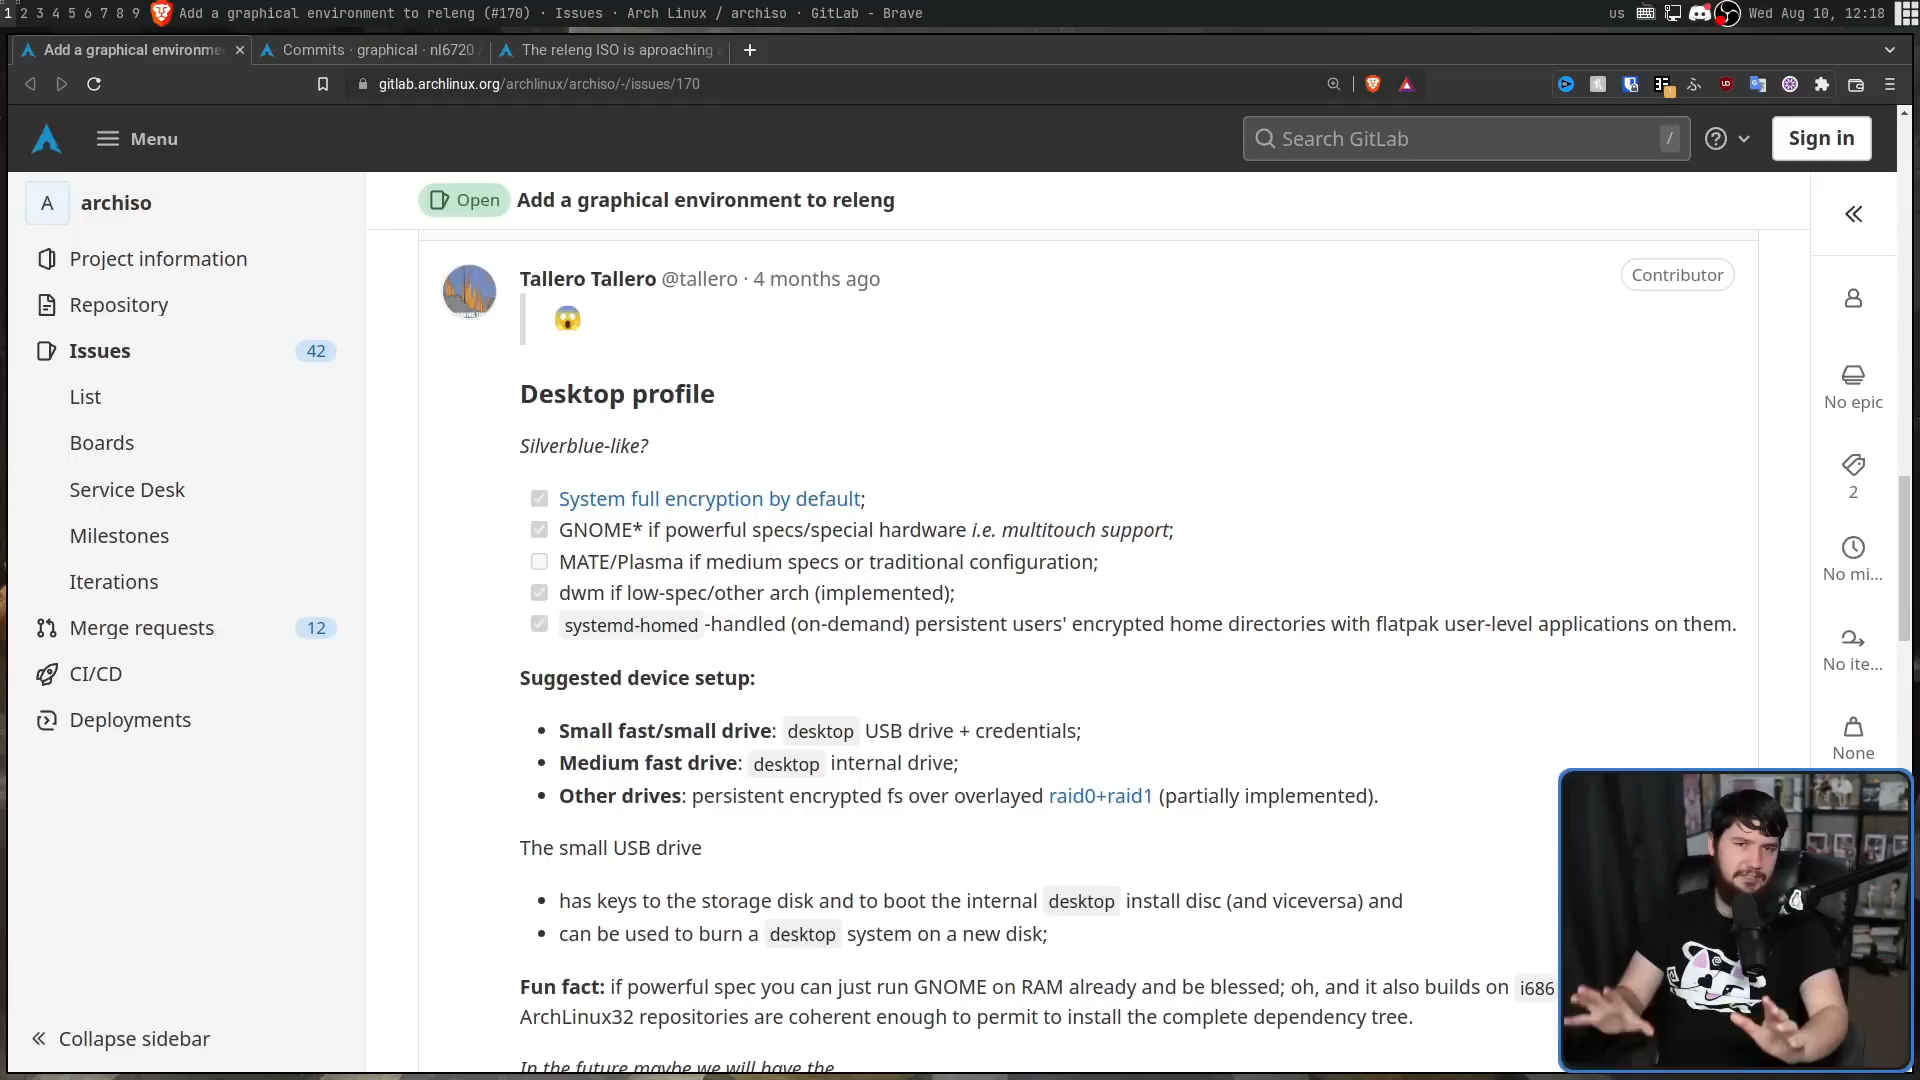 1 2 3 4 5 6 7 8 9 Add a graphical environment to releng (#170) · Issues · Arch Linux / archiso · GitLab - Brave
us Wed Aug 10, 12:18
Add a graphical environme
Commits · graphical · nl6720 /
The releng ISO is aproaching a
gitlab.archlinux.org/archlinux/archiso/-/issues/170
Menu
Search GitLab
/
Sign in
A archiso
Project information
Repository
Issues 42
List
Boards
Service Desk
Milestones
Iterations
Merge requests 12
CI/CD
Deployments
Collapse sidebar
Open Add a graphical environment to releng
Tallero Tallero @tallero · 4 months ago
Contributor
Desktop profile
Silverblue-like?
System full encryption by default;
GNOME* if powerful specs/special hardware i.e. multitouch support;
MATE/Plasma if medium specs or traditional configuration;
dwm if low-spec/other arch (implemented);
systemd-homed -handled (on-demand) persistent users' encrypted home directories with flatpak user-level applications on them.
Suggested device setup:
Small fast/small drive: desktop USB drive + credentials;
Medium fast drive: desktop internal drive;
Other drives: persistent encrypted fs over overlayed raid0+raid1 (partially implemented).
The small USB drive
has keys to the storage disk and to boot the internal desktop install disc (and viceversa) and
can be used to burn a desktop system on a new disk;
Fun fact: if powerful spec you can just run GNOME on RAM already and be blessed; oh, and it also builds on i686
ArchLinux32 repositories are coherent enough to permit to install the complete dependency tree.
In the future maybe we will have the
No epic
2
No mi...
No ite...
None